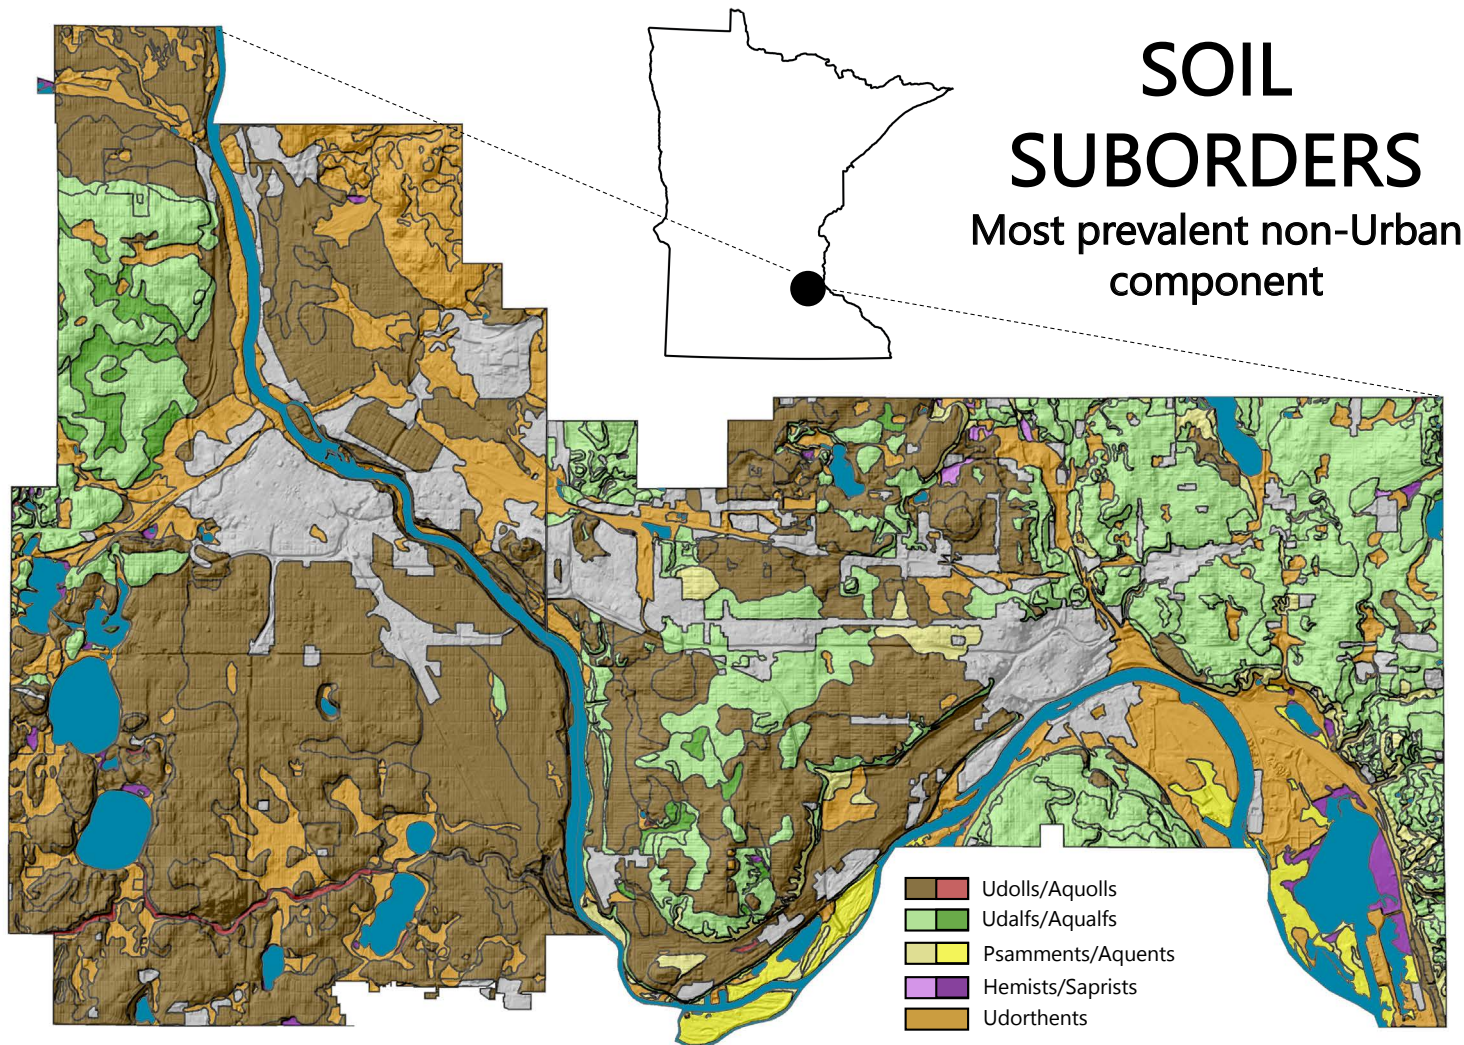 SOIL
SUBORDERS
Most prevalent non-Urban
component
Udolls/Aquolls
Udalfs/Aqualfs
Psamments/Aquents
Hemists/Saprists
Udorthents